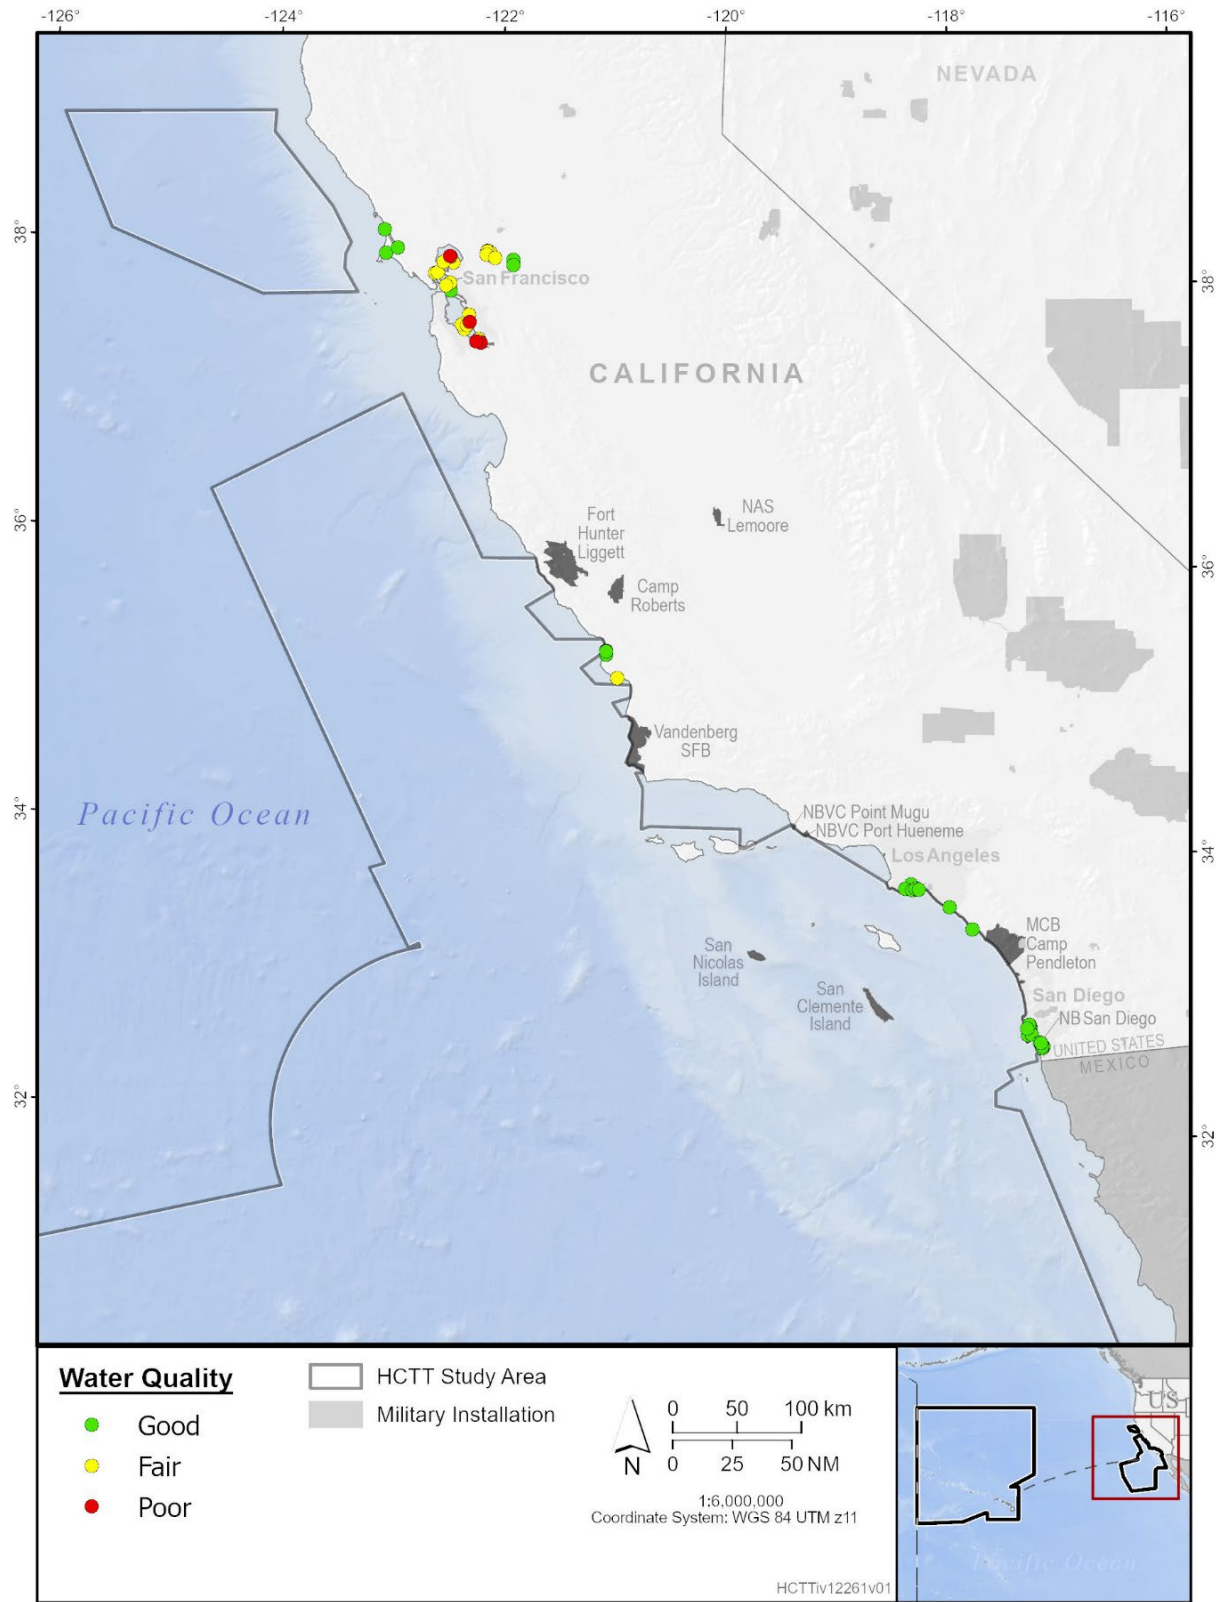 -126°
-124°
-122°
-120°
-118°
-116°
NEVADA
38°
38°
San Francisco
CALIFORNIA
36°
36°
Fort
Hunter
Liggett
NAS
Lemoore
Camp
Roberts
Vandenberg
SFB
Pacific Ocean
34°
34°
NBVC Point Mugu
NBVC Port Hueneme
Los Angeles
MCB
Camp
Pendleton
San
Nicolas
Island
San
Clemente
Island
San Diego
NB San Diego
UNITED STATES
MEXICO
32°
32°
Water Quality
Good
Fair
Poor
HCTT Study Area
Military Installation
N
0 50 100 km
0 25 50 NM
1:6,000,000
Coordinate System: WGS 84 UTM z11
HCTTiv12261v01
US
Pacific Ocean